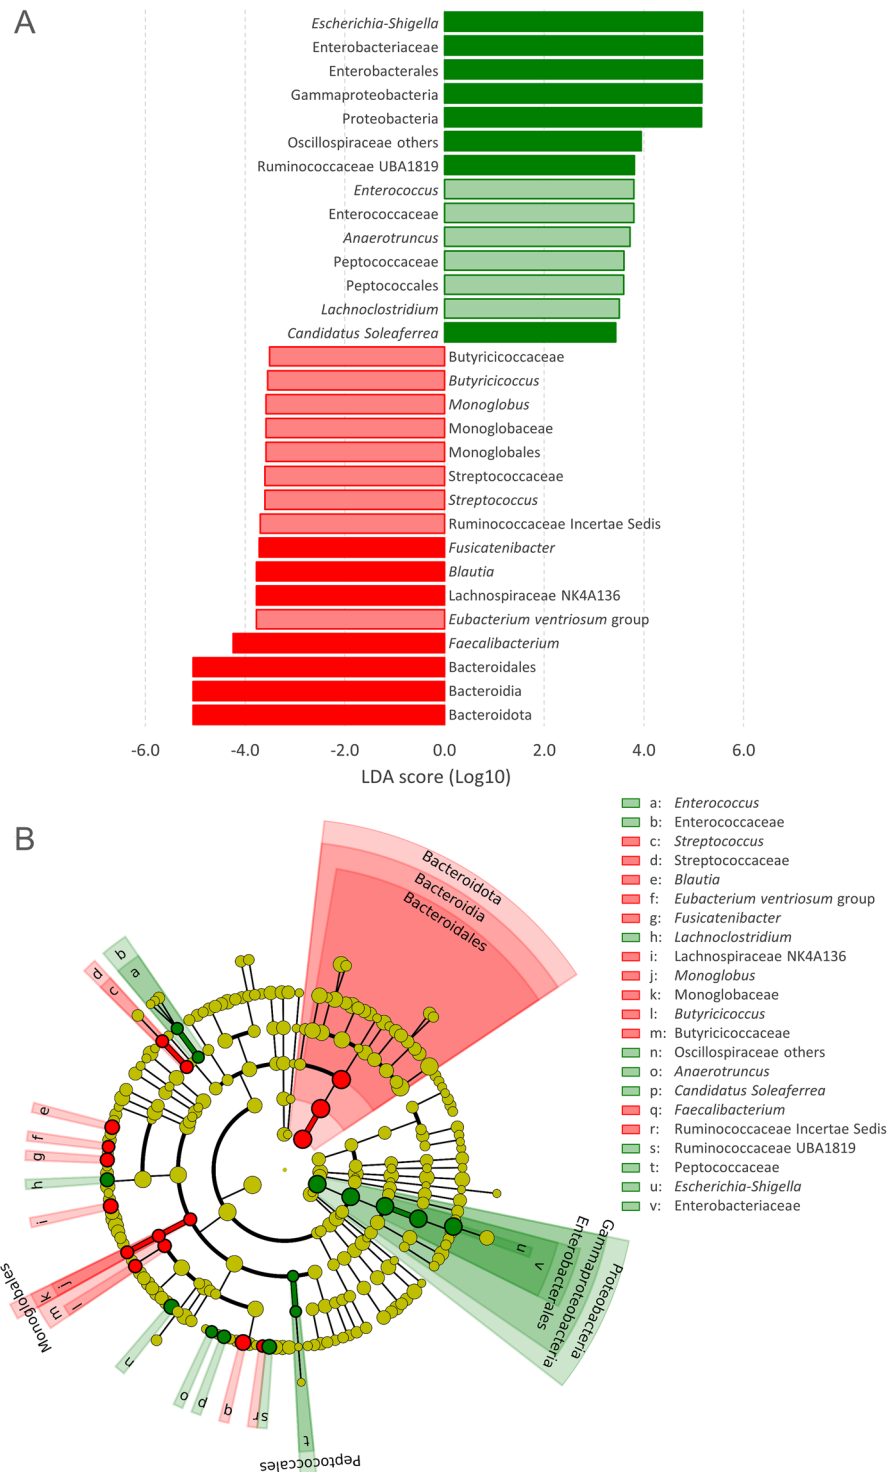 A
Escherichia-Shigella
Enterobacteriaceae
Enterobacterales
Gammaproteobacteria
Proteobacteria
Oscillospiraceae others
Ruminococcaceae UBA1819
Enterococcus
Enterococcaceae
Anaerotruncus
Peptococcaceae
Peptococcales
Lachnoclostridium
Candidatus Soleaferrea
Butyricicoccaceae
Butyricicoccus
Monoglobus
Monoglobaceae
Monoglobales
Streptococcaceae
Streptococcus
Ruminococcaceae Incertae Sedis
Fusicatenibacter
Blautia
Lachnospiraceae NK4A136
Eubacterium ventriosum group
Faecalibacterium
Bacteroidales
Bacteroidia
Bacteroidota
-6.0 -4.0 -2.0 0.0 2.0 4.0 6.0
LDA score (Log10)
B
a: Enterococcus
b: Enterococcaceae
c: Streptococcus
d: Streptococcaceae
e: Blautia
f: Eubacterium ventriosum group
g: Fusicatenibacter
h: Lachnoclostridium
i: Lachnospiraceae NK4A136
j: Monoglobus
k: Monoglobaceae
l: Butyricicoccus
m: Butyricicoccaceae
n: Oscillospiraceae others
o: Anaerotruncus
p: Candidatus Soleaferrea
q: Faecalibacterium
r: Ruminococcaceae Incertae Sedis
s: Ruminococcaceae UBA1819
t: Peptococcaceae
u: Escherichia-Shigella
v: Enterobacteriaceae
Bacteroidota
Bacteroidia
Bacteroidales
b
a
d
c
e
f
g
h
i
j
k
l
m
Monoglobales
n
o
p
q
r
s
t
Peptococcales
u
v
Enterobacterales
Gammaproteobacteria
Proteobacteria